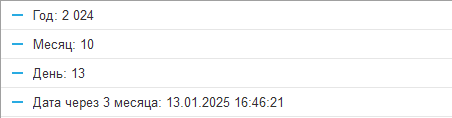 Год: 2 024
Месяц: 10
День: 13
Дата через 3 месяца: 13.01.2025 16:46:21